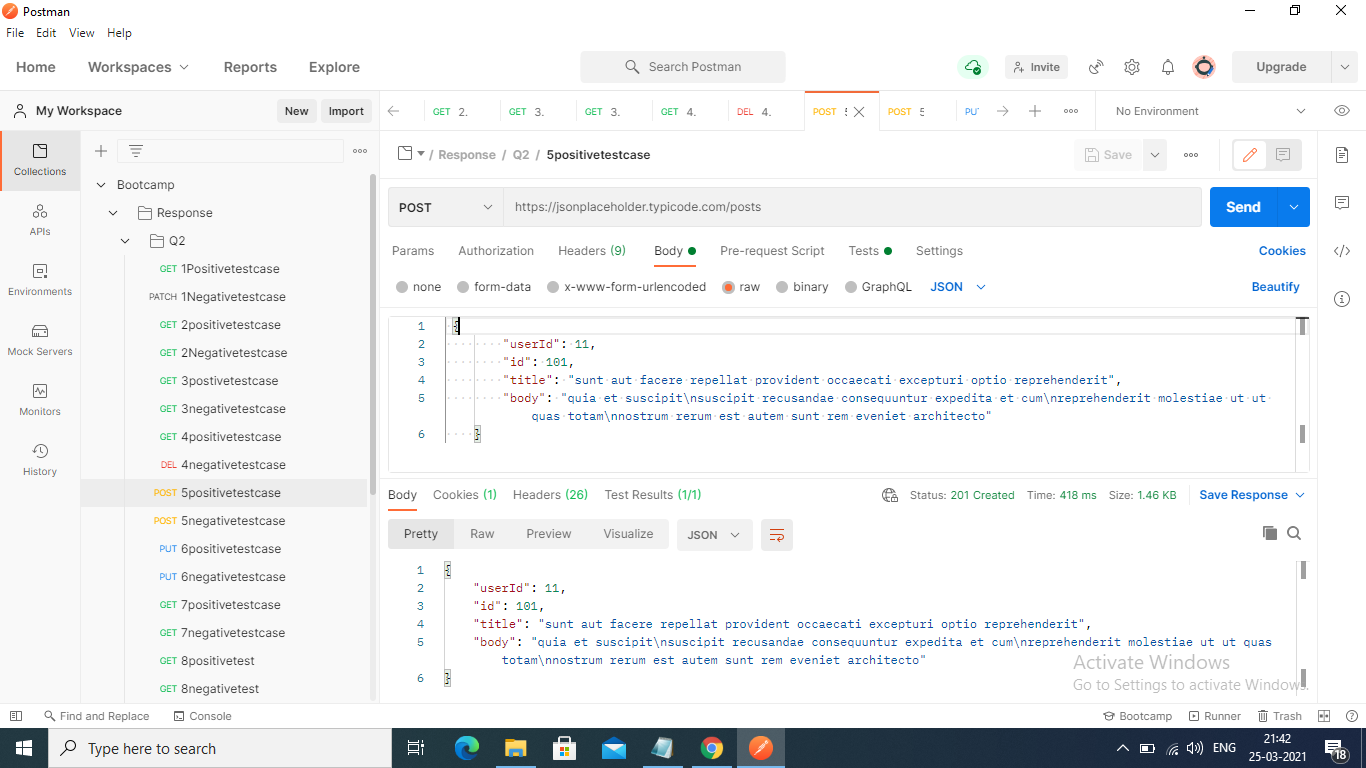 Postman
File Edit View Help
Home Workspaces Reports Explore Search Postman Invite Upgrade
My Workspace New Import GET 2. GET 3. GET 3. GET 4. DEL 4. POST POST 5 PU No Environment
Collections
APIs
Environments
Mock Servers
Monitors
History
Bootcamp
Response
Q2
GET 1Positivetestcase
PATCH 1Negativetestcase
GET 2positivetestcase
GET 2Negativetestcase
GET 3postivetestcase
GET 3negativetestcase
GET 4positivetestcase
DEL 4negativetestcase
POST 5positivetestcase
POST 5negativetestcase
PUT 6positivetestcase
PUT 6negativetestcase
GET 7positivetestcase
GET 7negativetestcase
GET 8positivetest
GET 8negativetest
/ Response / Q2 / 5positivetestcase Save
POST https://jsonplaceholder.typicode.com/posts Send
Params Authorization Headers (9) Body Pre-request Script Tests Settings Cookies
none form-data x-www-form-urlencoded raw binary GraphQL JSON Beautify
1 {
2 "userId": 11,
3 "id": 101,
4 "title": "sunt aut facere repellat provident occaecati excepturi optio reprehenderit",
5 "body": "quia et suscipit\nsuscipit recusandae consequuntur expedita et cum\nreprehenderit molestiae ut ut
quas totam\nnostrum rerum est autem sunt rem eveniet architecto"
6 }
Body Cookies (1) Headers (26) Test Results (1/1) Status: 201 Created Time: 418 ms Size: 1.46 KB Save Response
Pretty Raw Preview Visualize JSON
1 {
2 "userId": 11,
3 "id": 101,
4 "title": "sunt aut facere repellat provident occaecati excepturi optio reprehenderit",
5 "body": "quia et suscipit\nsuscipit recusandae consequuntur expedita et cum\nreprehenderit molestiae ut ut quas
totam\nnostrum rerum est autem sunt rem eveniet architecto"
6 }
Activate Windows
Go to Settings to activate Windows.
Find and Replace Console Bootcamp Runner Trash
Type here to search ENG 21:42
25-03-2021 18